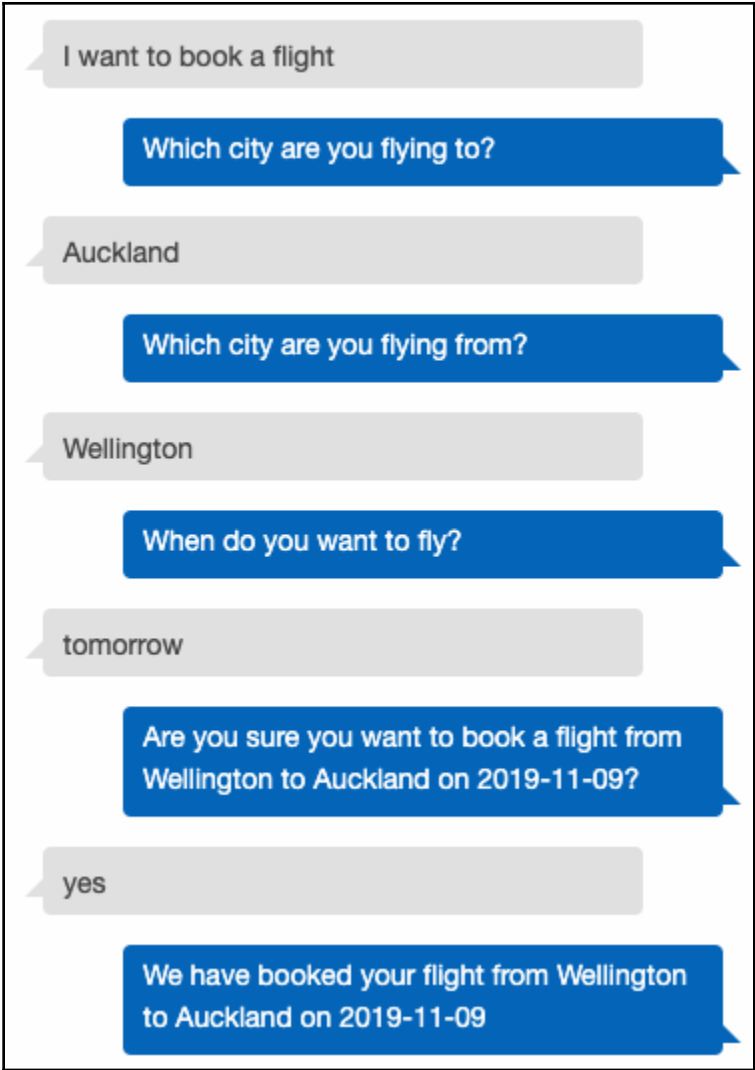 I want to book a flight
Which city are you flying to?
Auckland
Which city are you flying from?
Wellington
When do you want to fly?
tomorrow
Are you sure you want to book a flight from
Wellington to Auckland on 2019-11-09?
yes
We have booked your flight from Wellington
to Auckland on 2019-11-09